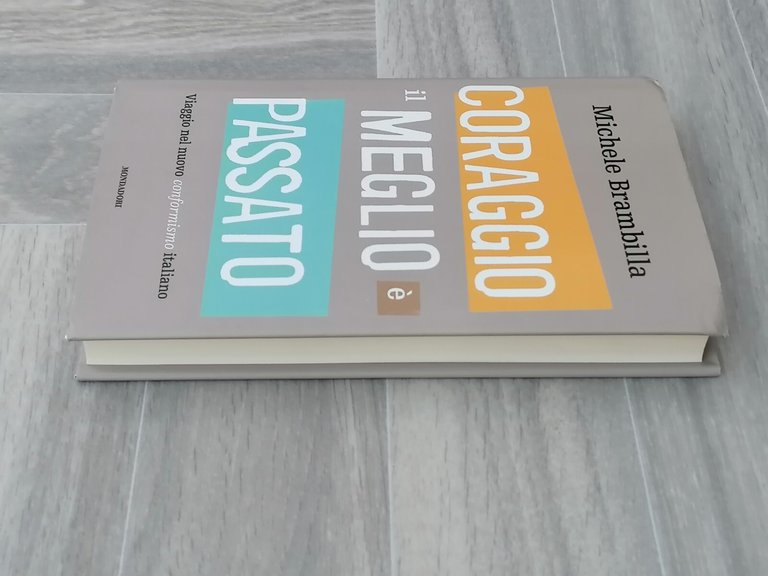 Michele Brambilla
CORAGGIO
il MEGLIO è
PASSATO
Viaggio nel nuovo conformismo italiano
MONDADORI